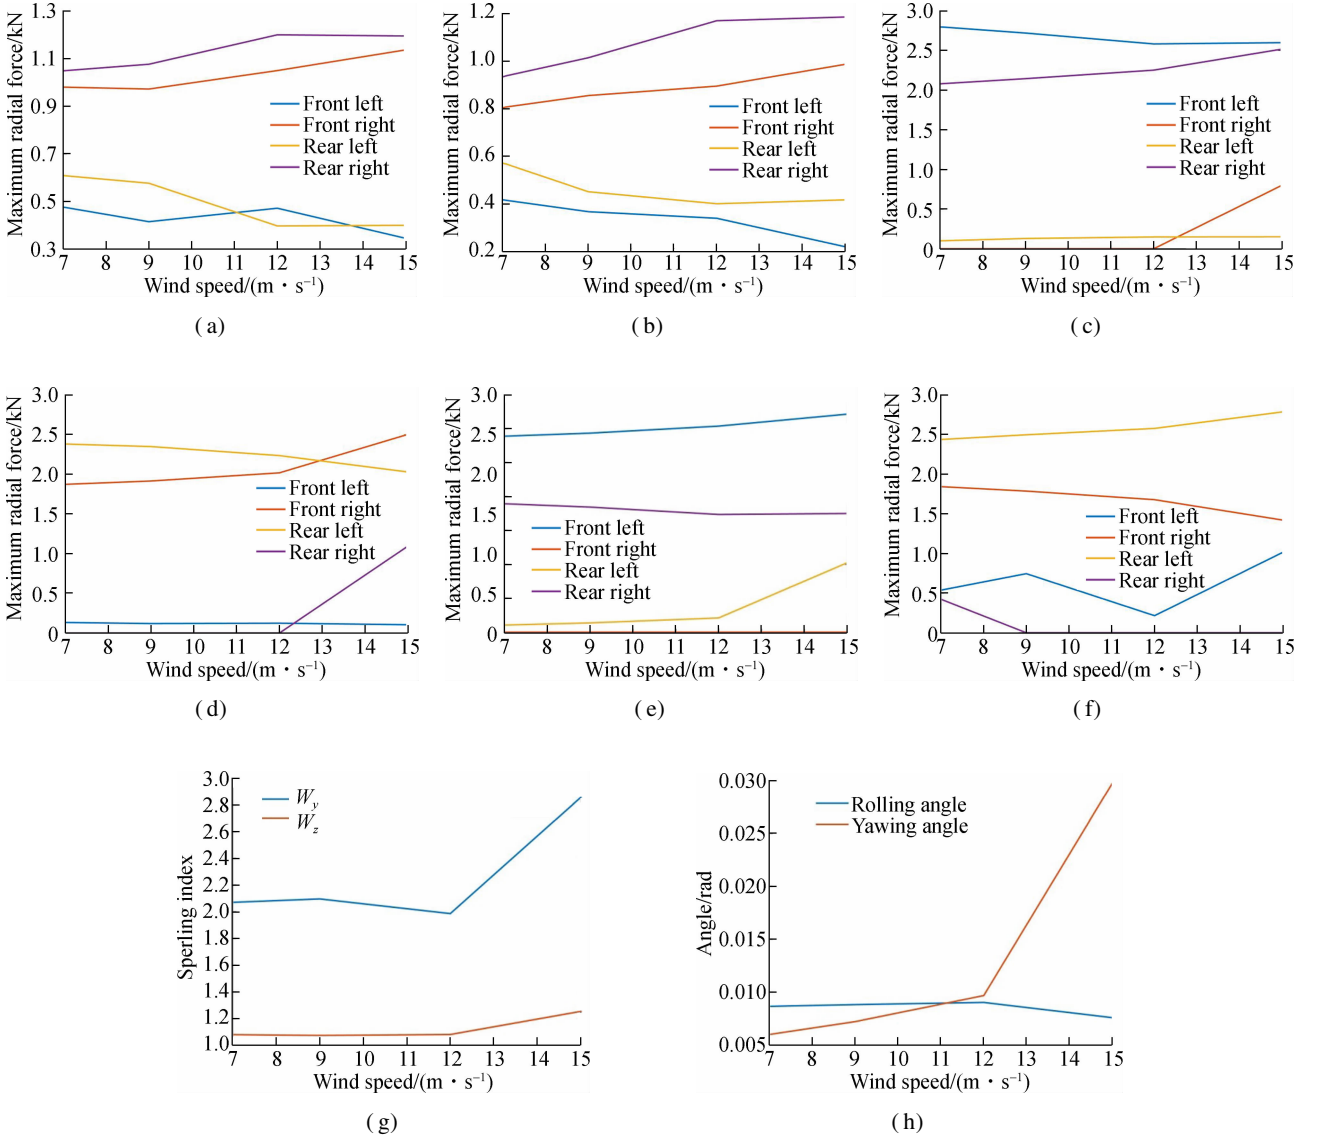 Maximum radial force/kN
1.3
1.1
0.9
0.7
0.5
0.3
Front left
Front right
Rear left
Rear right
7 8 9 10 11 12 13 14 15
Wind speed/(m · s⁻¹)
(a)
Maximum radial force/kN
1.2
1.0
0.8
0.6
0.4
0.2
Front left
Front right
Rear left
Rear right
7 8 9 10 11 12 13 14 15
Wind speed/(m · s⁻¹)
(b)
Maximum radial force/kN
3.0
2.5
2.0
1.5
1.0
0.5
0
Front left
Front right
Rear left
Rear right
7 8 9 10 11 12 13 14 15
Wind speed/(m · s⁻¹)
(c)
Maximum radial force/kN
3.0
2.5
2.0
1.5
1.0
0.5
0
Front left
Front right
Rear left
Rear right
7 8 9 10 11 12 13 14 15
Wind speed/(m · s⁻¹)
(d)
Maximum radial force/kN
3.0
2.5
2.0
1.5
1.0
0.5
0
Front left
Front right
Rear left
Rear right
7 8 9 10 11 12 13 14 15
Wind speed/(m · s⁻¹)
(e)
Maximum radial force/kN
3.0
2.5
2.0
1.5
1.0
0.5
0
Front left
Front right
Rear left
Rear right
7 8 9 10 11 12 13 14 15
Wind speed/(m · s⁻¹)
(f)
Sperling index
3.0
2.8
2.6
2.4
2.2
2.0
1.8
1.6
1.4
1.2
1.0
W_y
W_z
7 8 9 10 11 12 13 14 15
Wind speed/(m · s⁻¹)
(g)
Angle/rad
0.030
0.025
0.020
0.015
0.010
0.005
Rolling angle
Yawing angle
7 8 9 10 11 12 13 14 15
Wind speed/(m · s⁻¹)
(h)